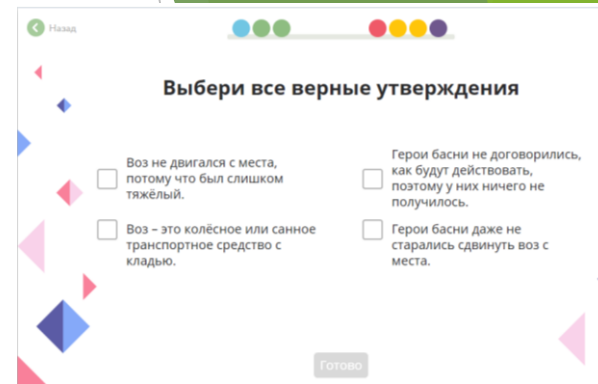 Назад
Выбери все верные утверждения
Воз не двигался с места,
потому что был слишком
тяжёлый.
Воз – это колёсное или санное
транспортное средство с
кладью.
Герои басни не договорились,
как будут действовать,
поэтому у них ничего не
получилось.
Герои басни даже не
старались сдвинуть воз с
места.
Готово